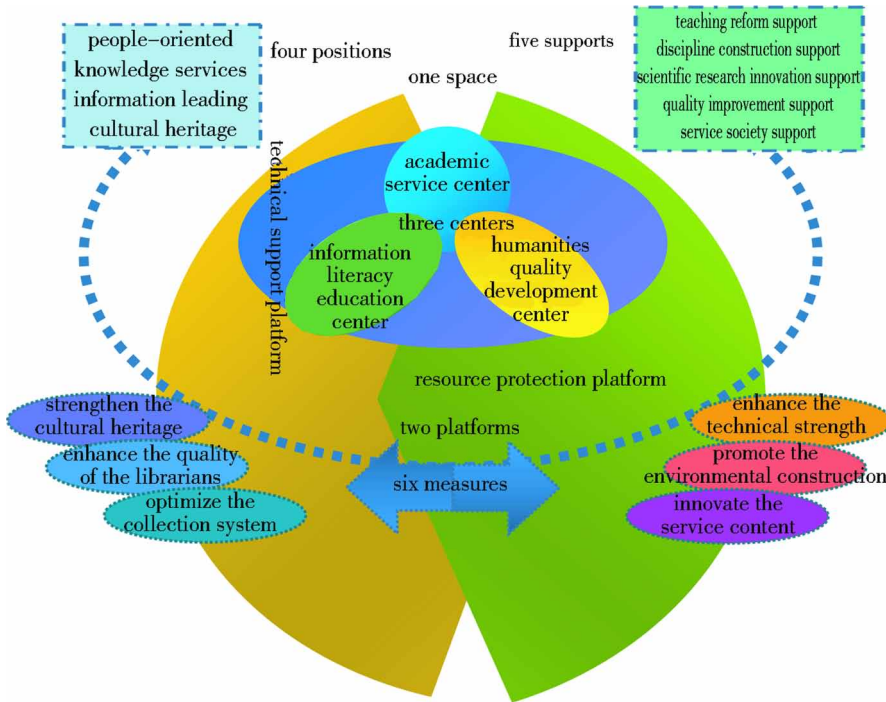 people-oriented
knowledge services
information leading
cultural heritage
four positions
five supports
one space
teaching reform support
discipline construction support
scientific research innovation support
quality improvement support
service society support
technical support platform
academic
service center
three centers
information
literacy
education
center
humanities
quality
development
center
resource protection platform
two platforms
six measures
strengthen the
cultural heritage
enhance the quality
of the librarians
optimize the
collection system
enhance the
technical strength
promote the
environmental construction
innovate the
service content